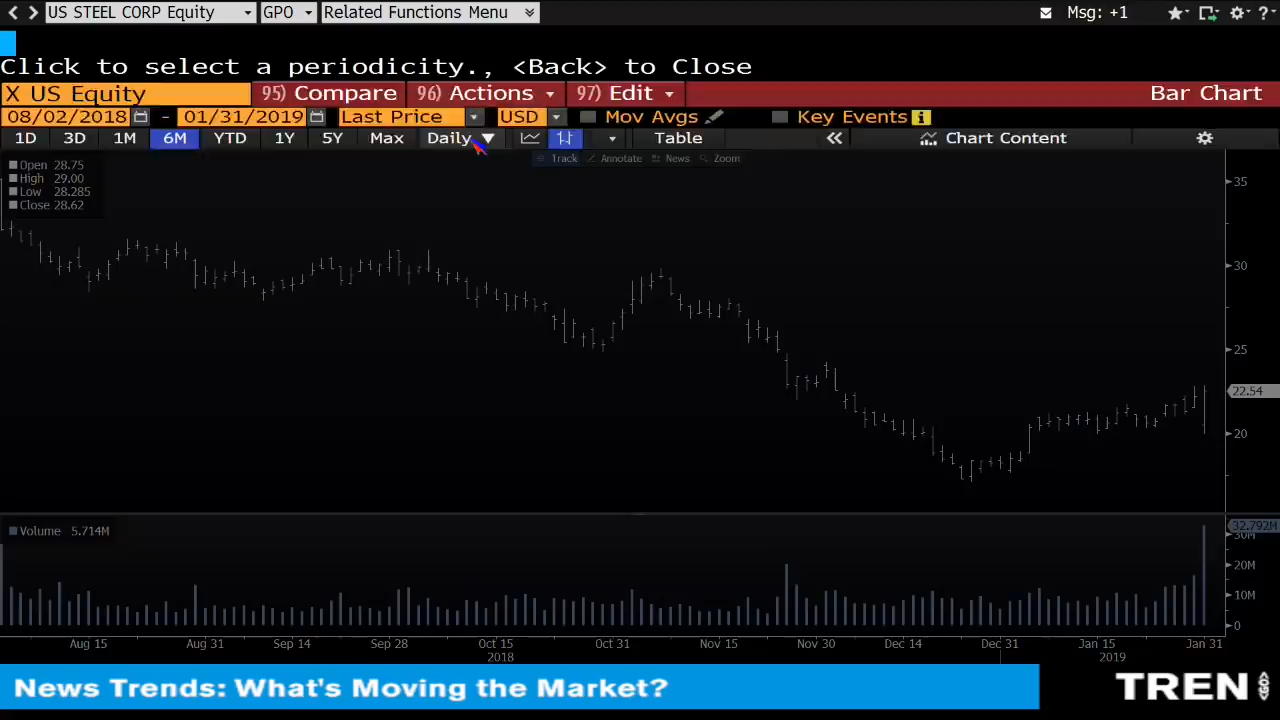 US STEEL CORP Equity GPO Related Functions Menu Msg: +1 ?
Click to select a periodicity., <Back> to Close
X US Equity 95) Compare 96) Actions 97) Edit Bar Chart
08/02/2018 - 01/31/2019 Last Price USD Mov Avgs Key Events i
1D 3D 1M 6M YTD 1Y 5Y Max Daily Table « Chart Content
Track Annotate News Zoom
Open 28.75
High 29.00
Low 28.285
Close 28.62
35
30
25
22.54
20
Volume 5.714M
32.792M
30M
20M
10M
0
Aug 15 Aug 31 Sep 14 Sep 28 Oct 15 Oct 31 Nov 15 Nov 30 Dec 14 Dec 31 Jan 15 Jan 31
2018 2019
News Trends: What's Moving the Market?
TREN